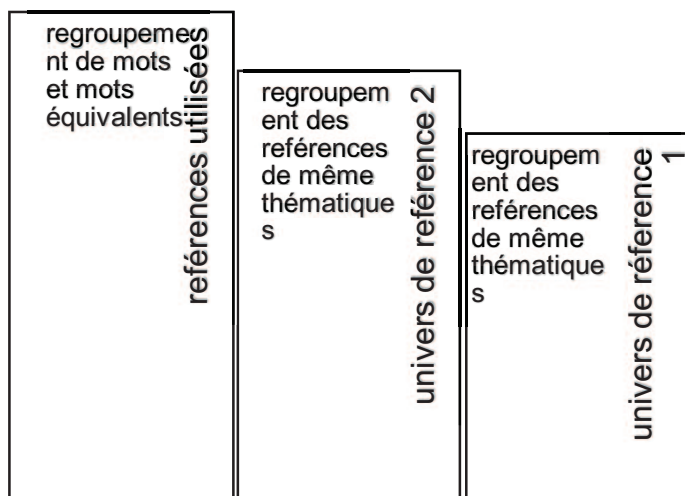 regroupeme
nt de mots
et mots
équivalents
reférences utilisées
regroupem
ent des
reférences
de même
thématique
s
univers de reférence 2
regroupem
ent des
reférences
de même
thématique
s
univers de réference
1